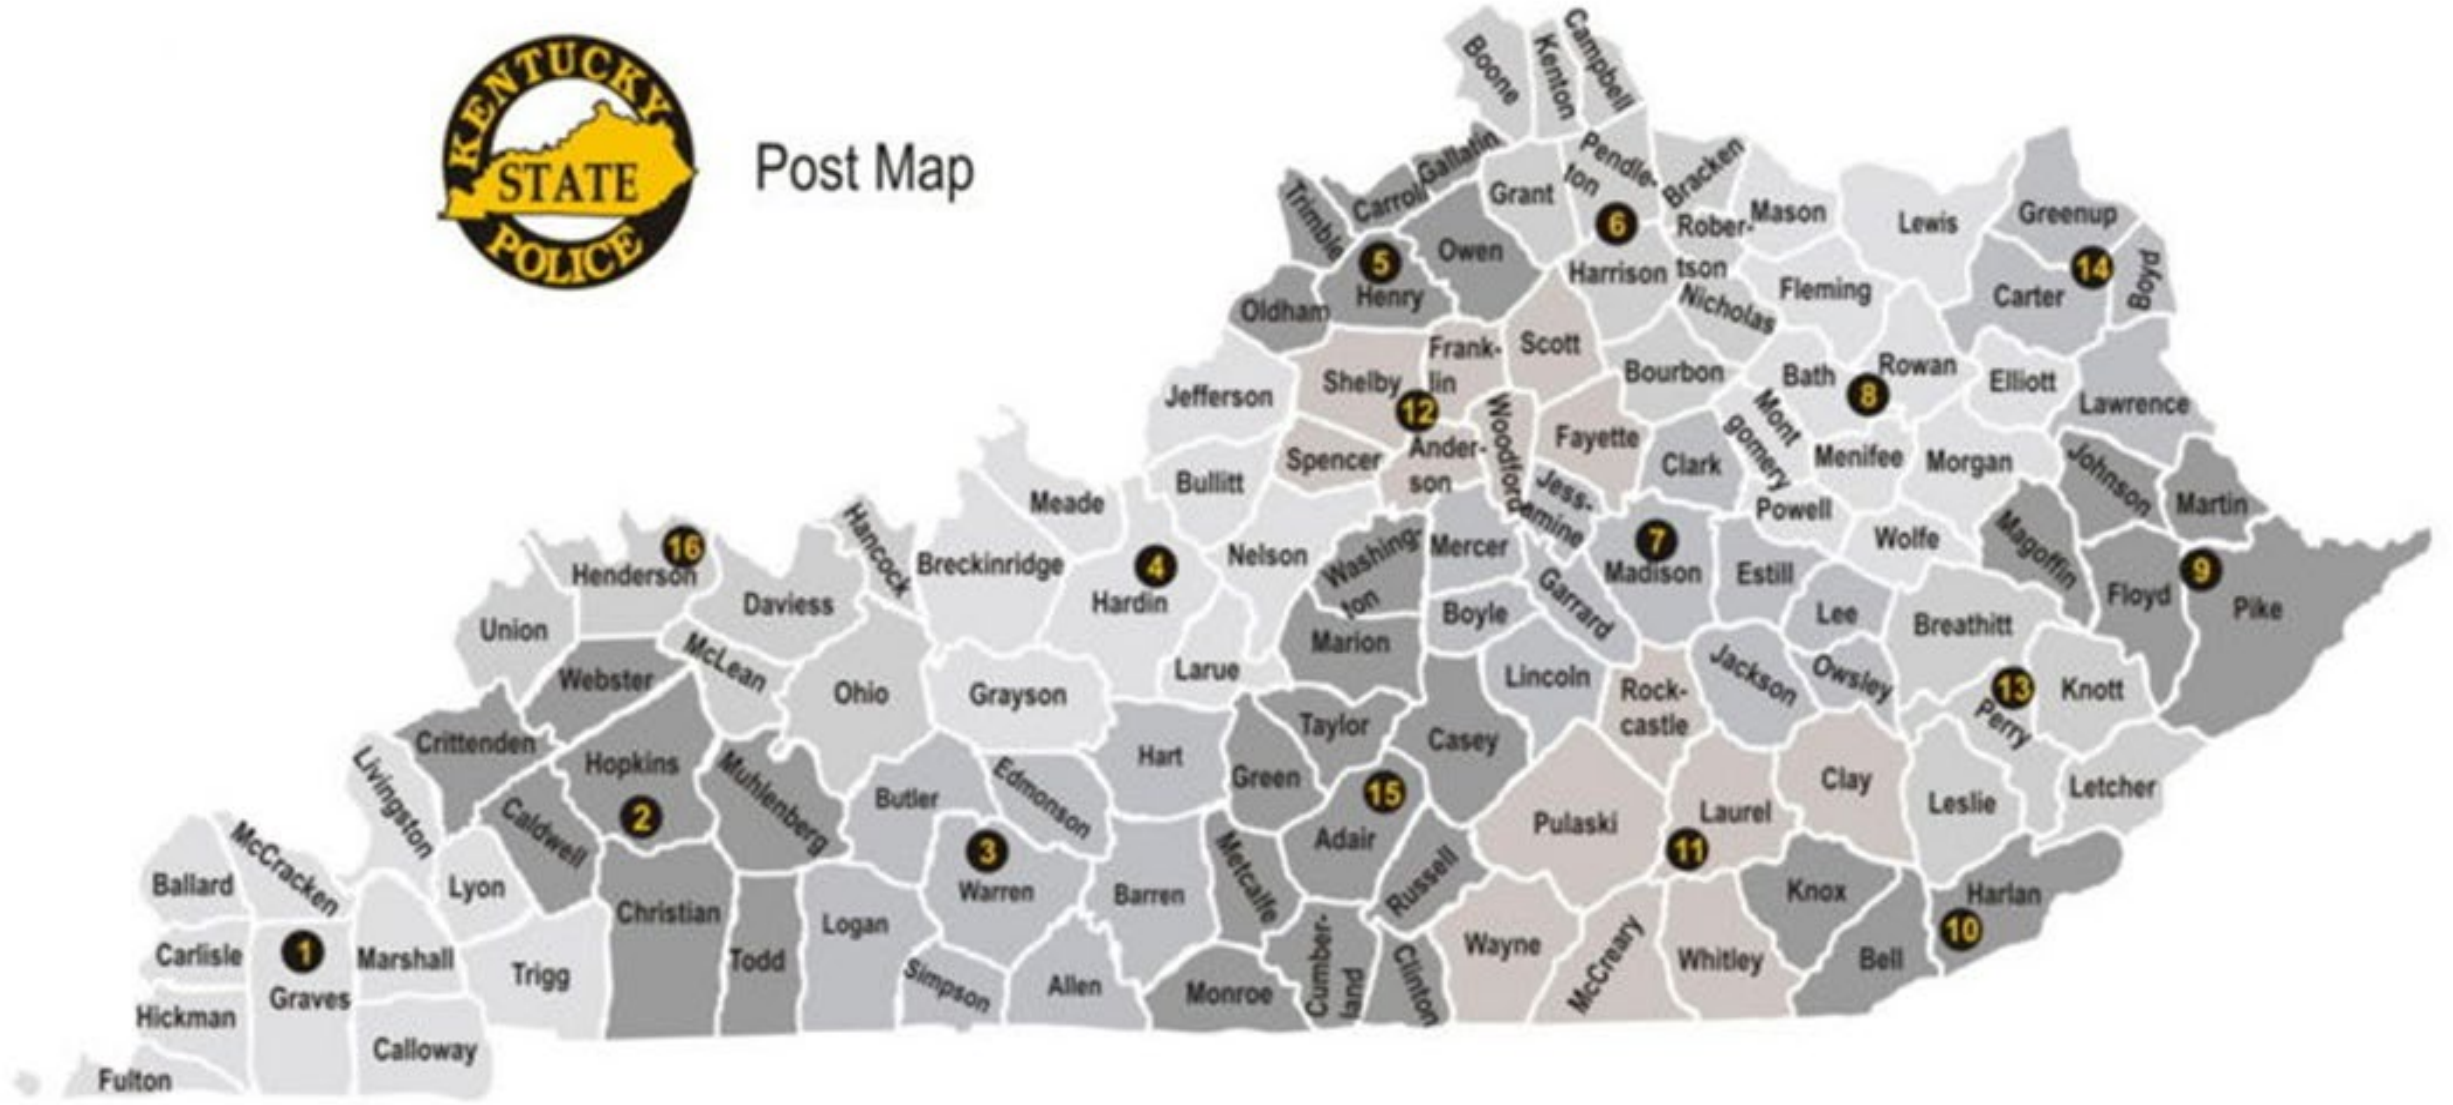 KENTUCKY
STATE
POLICE
Post Map
Boone
Kenton
Campbell
Gallatin
Carroll
Trimble
Grant
Pendle-
ton
Bracken
6
Rober-
tson
Mason
Lewis
Greenup
14
Boyd
Carter
Owen
5
Henry
Oldham
Harrison
Nicholas
Fleming
Shelby
Frank-
lin
12
Scott
Bourbon
Bath
8
Rowan
Elliott
Lawrence
Jefferson
Spencer
Ander-
son
Woodford
Fayette
Clark
Mont
gomery
Menifee
Morgan
Johnson
Martin
Bullitt
Meade
Hancock
Breckinridge
4
Hardin
Nelson
Washing-
ton
Mercer
Jess-
amine
7
Madison
Estill
Powell
Wolfe
Magoffin
Floyd
9
Pike
16
Henderson
Union
Daviess
Webster
McLean
Ohio
Grayson
Larue
Marion
Boyle
Garrard
Lincoln
Rock-
castle
Jackson
Lee
Owsley
Breathitt
13
Perry
Knott
Crittenden
Livingston
Hopkins
2
Caldwell
Muhlenberg
Butler
Edmonson
Hart
Green
Taylor
Casey
15
Adair
Pulaski
Laurel
11
Clay
Leslie
Letcher
Ballard
McCracken
Lyon
Christian
Todd
Logan
3
Warren
Barren
Metcalfe
Russell
Knox
Harlan
10
Carlisle
1
Graves
Marshall
Trigg
Simpson
Allen
Monroe
Cumber-
land
Clinton
Wayne
McCreary
Whitley
Bell
Hickman
Calloway
Fulton